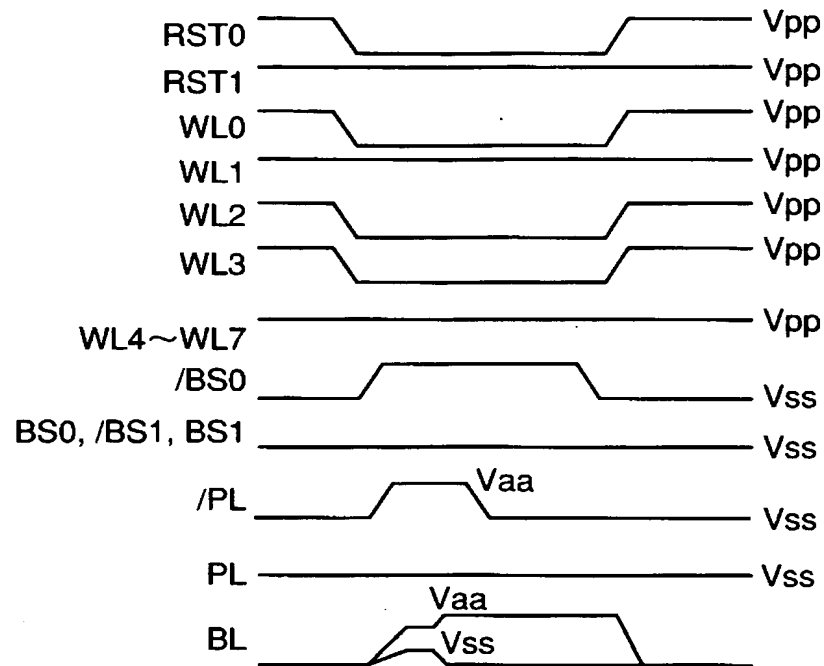 RST0 Vpp
RST1 Vpp
WL0 Vpp
WL1 Vpp
WL2 Vpp
WL3 Vpp
WL4～WL7 Vpp
/BS0 Vss
BS0, /BS1, BS1 Vss
/PL Vaa Vss
PL Vss
Vaa
BL Vss